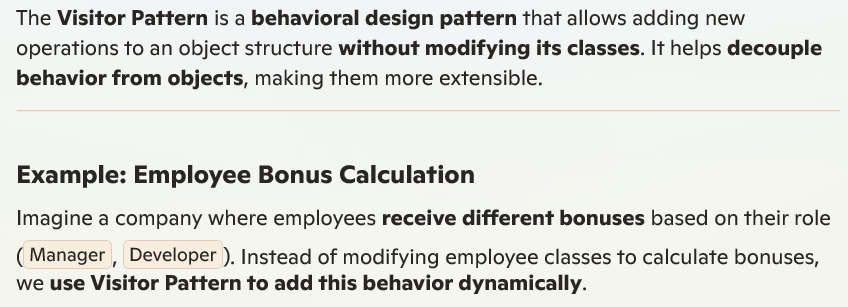 The Visitor Pattern is a behavioral design pattern that allows adding new
operations to an object structure without modifying its classes. It helps decouple
behavior from objects, making them more extensible.
Example: Employee Bonus Calculation
Imagine a company where employees receive different bonuses based on their role
(Manager, Developer). Instead of modifying employee classes to calculate bonuses,
we use Visitor Pattern to add this behavior dynamically.